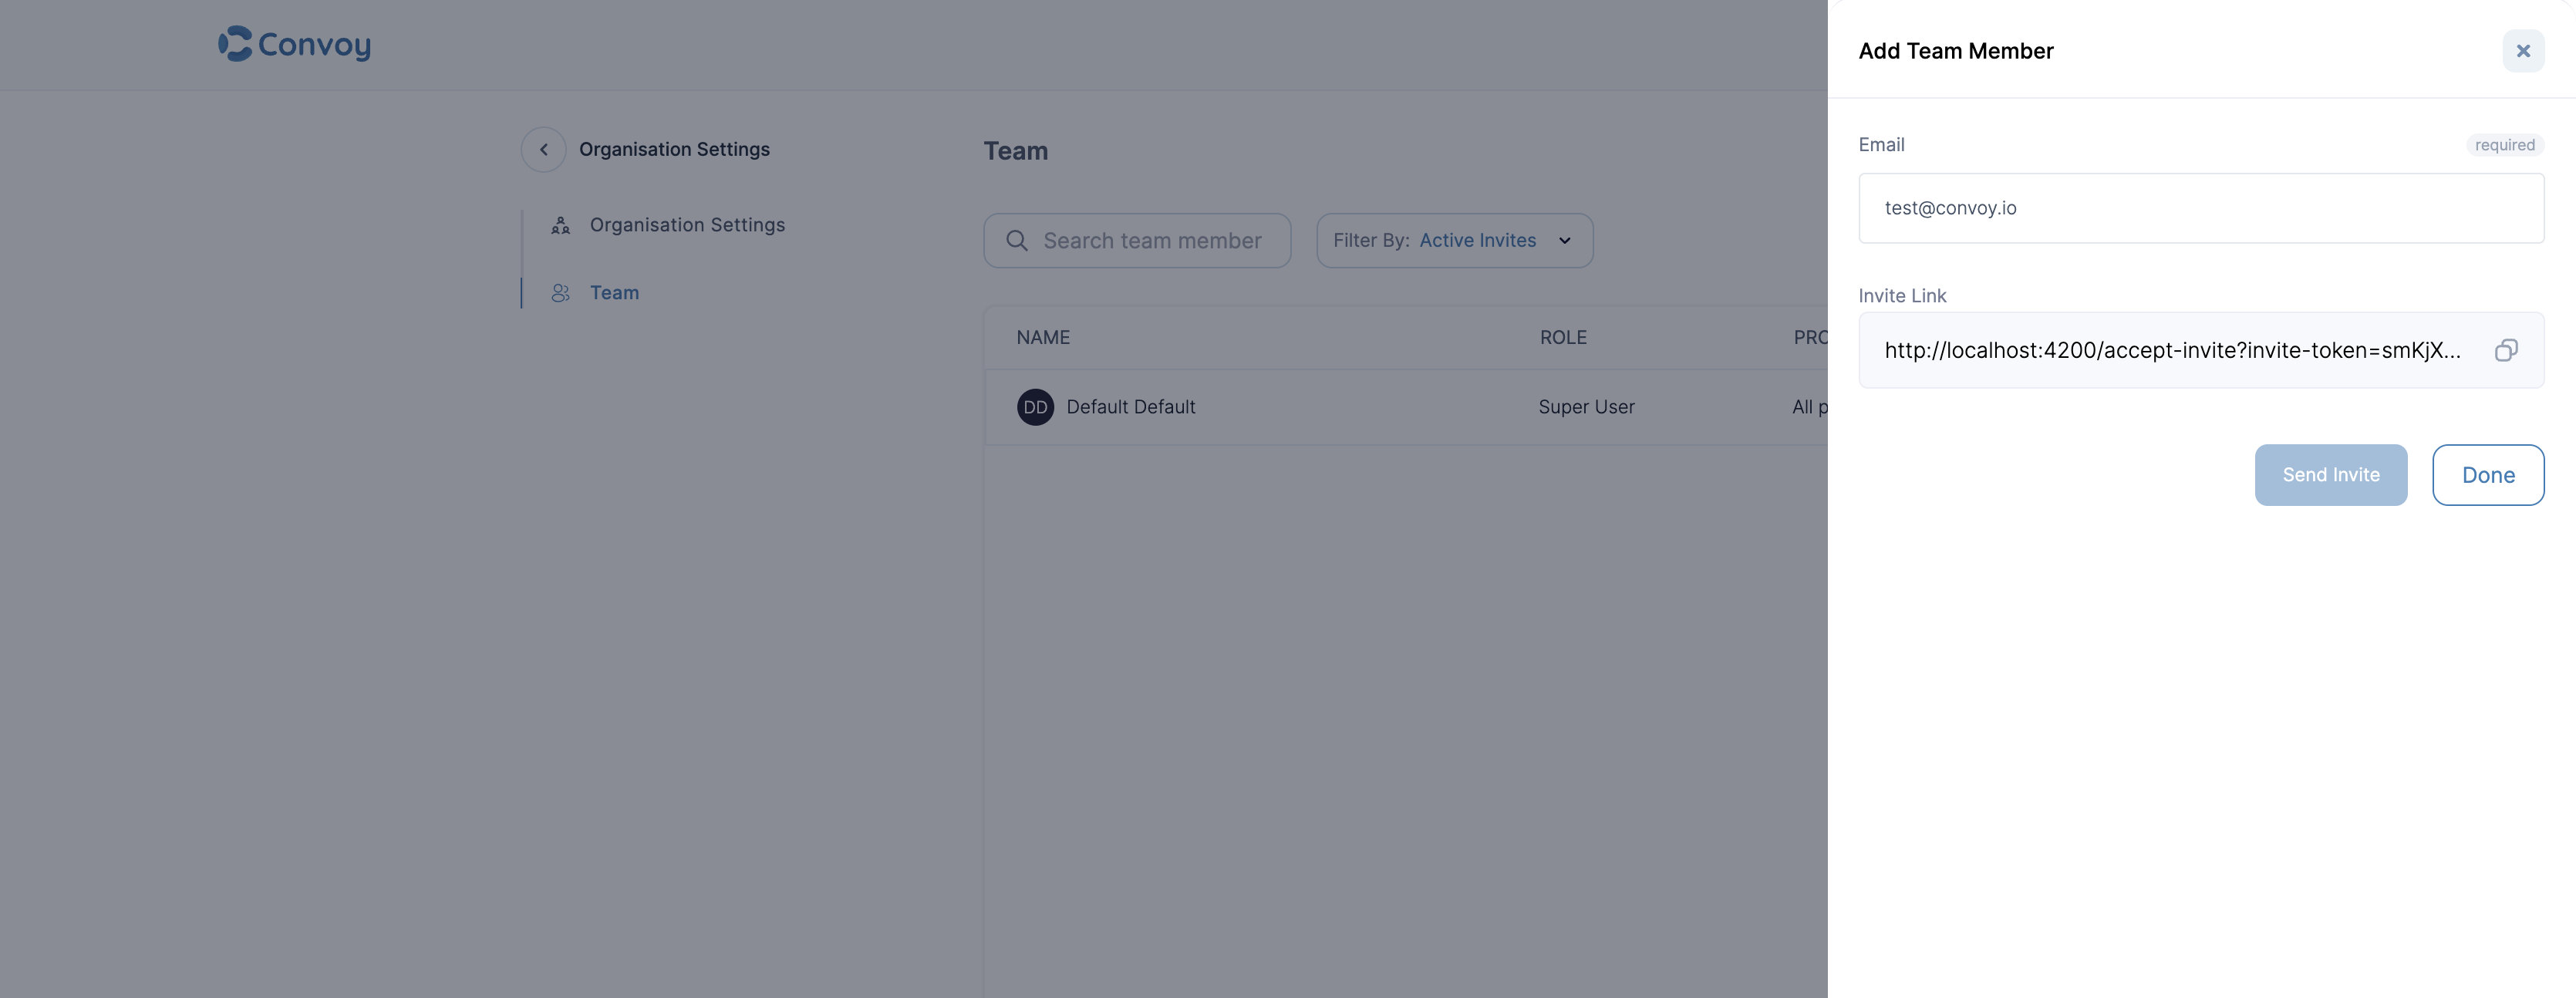 Convoy
Organisation Settings
Organisation Settings
Team
Team
Search team member
Filter By: Active Invites
NAME ROLE PRO
DD Default Default Super User All p
Add Team Member
Email required
test@convoy.io
Invite Link
http://localhost:4200/accept-invite?invite-token=smKjX...
Send Invite Done